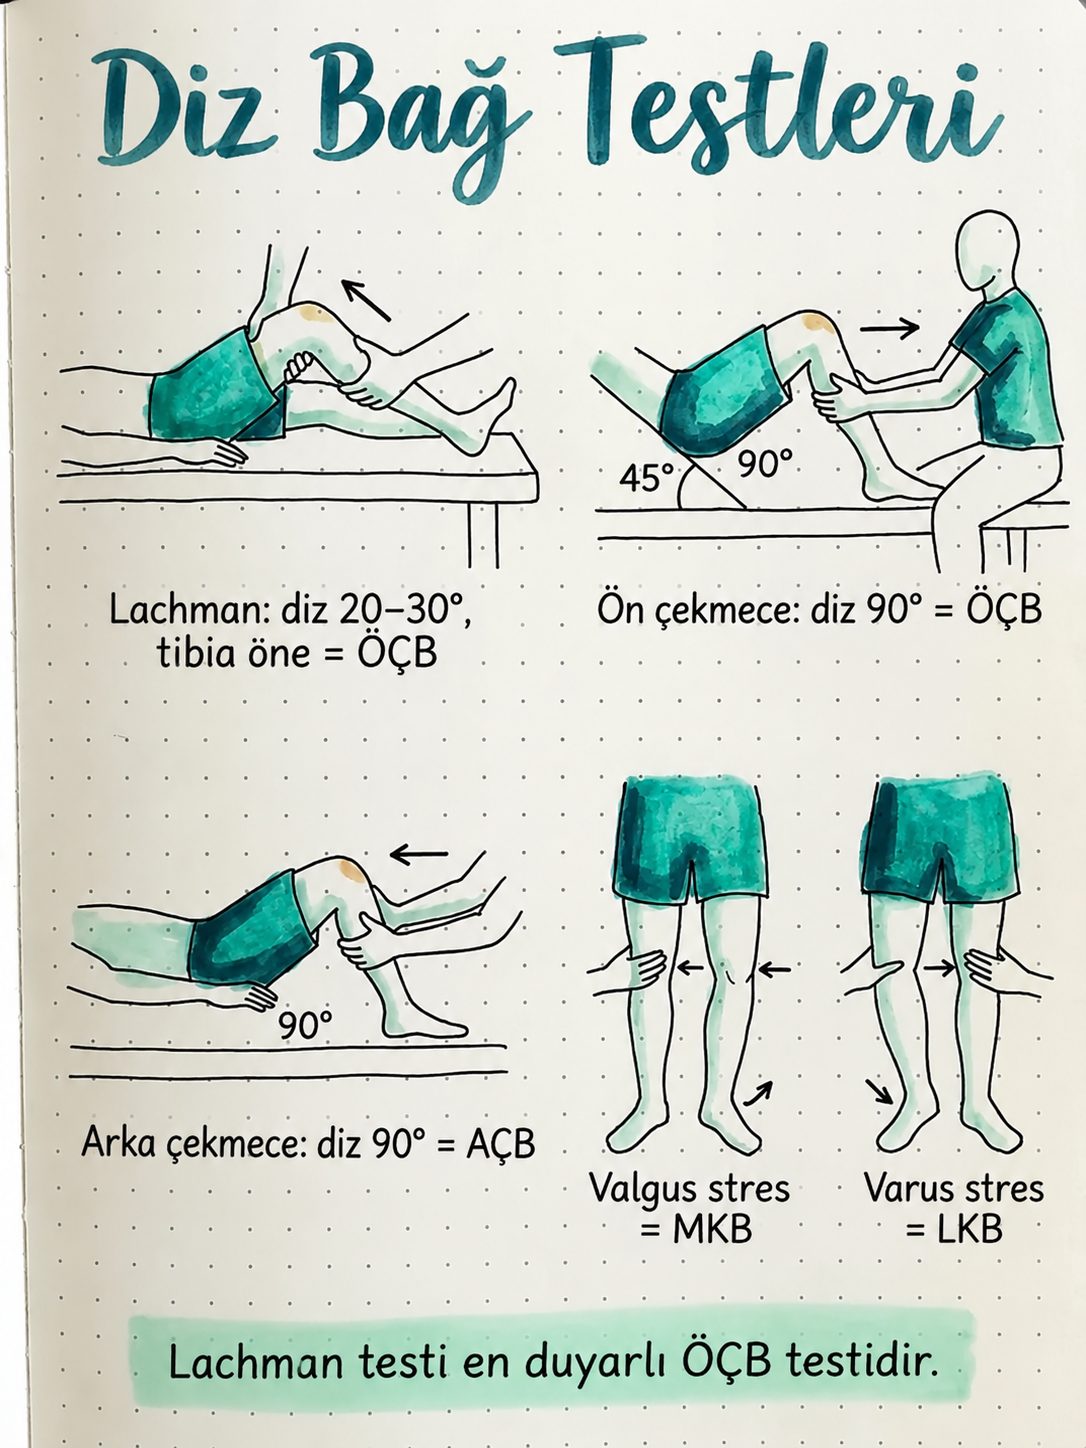 Diz Bağ Testleri
45°
90°
Lachman: diz 20–30°,
tibia öne = ÖÇB
Ön çekmece: diz 90° = ÖÇB
90°
Arka çekmece: diz 90° = AÇB
Valgus stres
= MKB
Varus stres
= LKB
Lachman testi en duyarlı ÖÇB testidir.